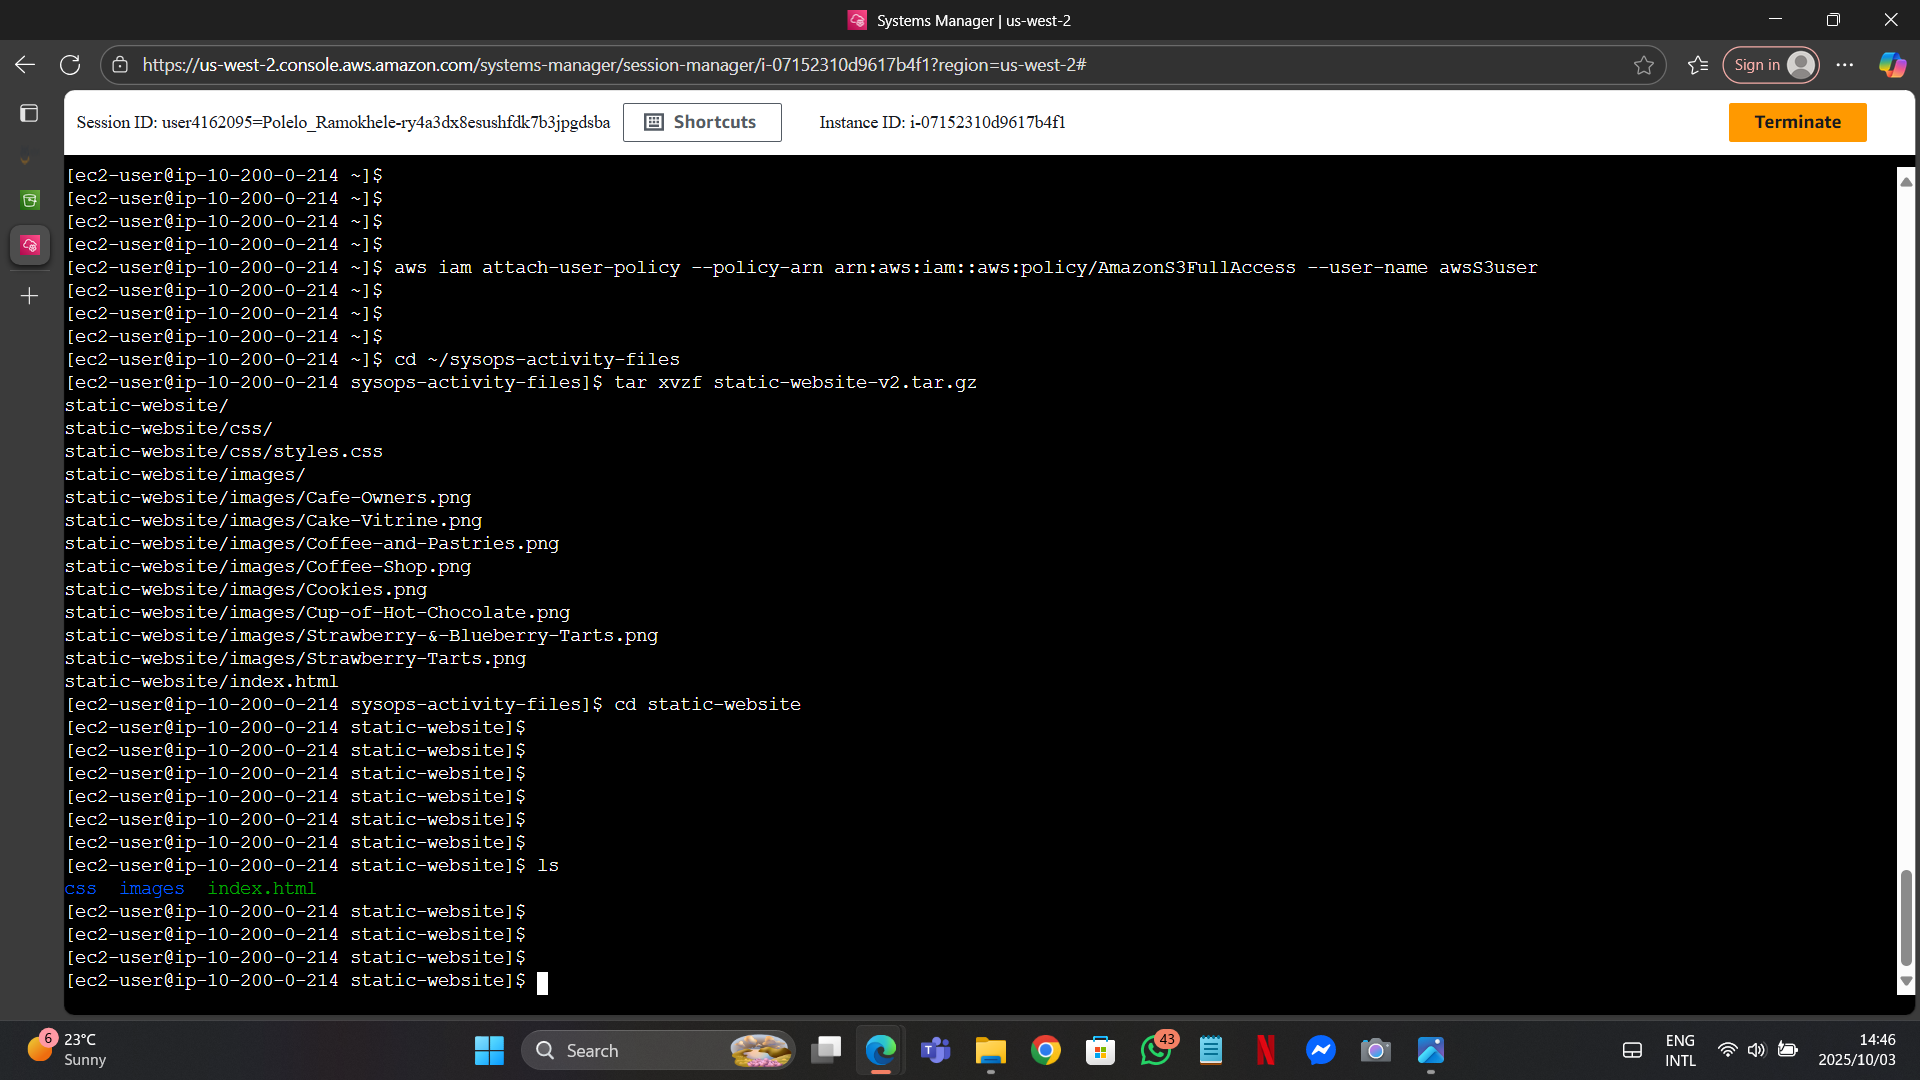 Systems Manager | us-west-2
https://us-west-2.console.aws.amazon.com/systems-manager/session-manager/i-07152310d9617b4f1?region=us-west-2#
Sign in
Session ID: user4162095=Polelo_Ramokhele-ry4a3dx8esushfdk7b3jpgdsba
Shortcuts
Instance ID: i-07152310d9617b4f1
Terminate
[ec2-user@ip-10-200-0-214 ~]$
[ec2-user@ip-10-200-0-214 ~]$
[ec2-user@ip-10-200-0-214 ~]$
[ec2-user@ip-10-200-0-214 ~]$
[ec2-user@ip-10-200-0-214 ~]$ aws iam attach-user-policy --policy-arn arn:aws:iam::aws:policy/AmazonS3FullAccess --user-name awsS3user
[ec2-user@ip-10-200-0-214 ~]$
[ec2-user@ip-10-200-0-214 ~]$
[ec2-user@ip-10-200-0-214 ~]$
[ec2-user@ip-10-200-0-214 ~]$ cd ~/sysops-activity-files
[ec2-user@ip-10-200-0-214 sysops-activity-files]$ tar xvzf static-website-v2.tar.gz
static-website/
static-website/css/
static-website/css/styles.css
static-website/images/
static-website/images/Cafe-Owners.png
static-website/images/Cake-Vitrine.png
static-website/images/Coffee-and-Pastries.png
static-website/images/Coffee-Shop.png
static-website/images/Cookies.png
static-website/images/Cup-of-Hot-Chocolate.png
static-website/images/Strawberry-&-Blueberry-Tarts.png
static-website/images/Strawberry-Tarts.png
static-website/index.html
[ec2-user@ip-10-200-0-214 sysops-activity-files]$ cd static-website
[ec2-user@ip-10-200-0-214 static-website]$
[ec2-user@ip-10-200-0-214 static-website]$
[ec2-user@ip-10-200-0-214 static-website]$
[ec2-user@ip-10-200-0-214 static-website]$
[ec2-user@ip-10-200-0-214 static-website]$
[ec2-user@ip-10-200-0-214 static-website]$
[ec2-user@ip-10-200-0-214 static-website]$ ls
css images index.html
[ec2-user@ip-10-200-0-214 static-website]$
[ec2-user@ip-10-200-0-214 static-website]$
[ec2-user@ip-10-200-0-214 static-website]$
[ec2-user@ip-10-200-0-214 static-website]$
6
23°C
Sunny
Search
43
ENG
INTL
14:46
2025/10/03